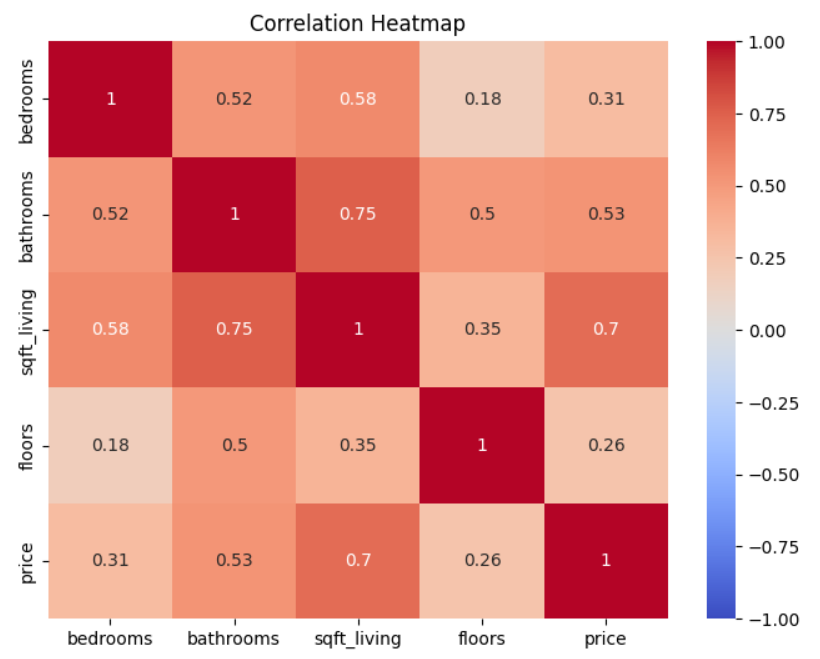 Correlation Heatmap
bedrooms 1 0.52 0.58 0.18 0.31
bathrooms 0.52 1 0.75 0.5 0.53
sqft_living 0.58 0.75 1 0.35 0.7
floors 0.18 0.5 0.35 1 0.26
price 0.31 0.53 0.7 0.26 1
bedrooms bathrooms sqft_living floors price
1.00
0.75
0.50
0.25
0.00
−0.25
−0.50
−0.75
−1.00